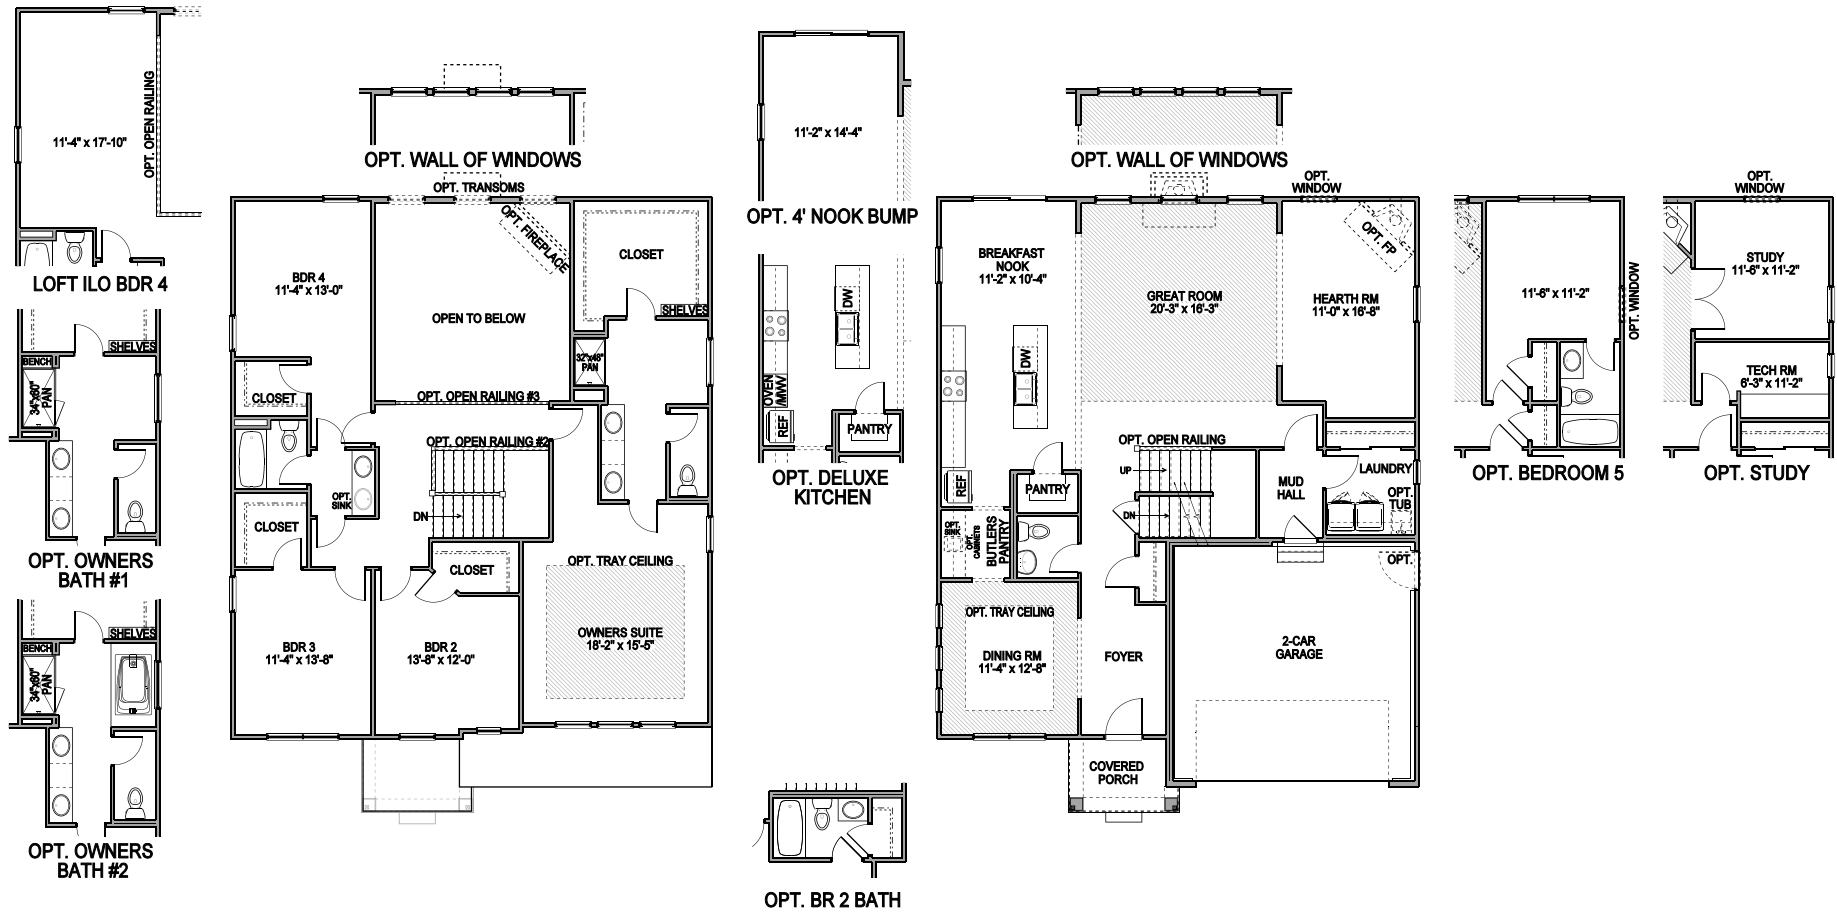 11'-4" x 17'-10"
OPT. OPEN RAILING
LOFT ILO BDR 4
SHELVES
BENCH
34"x60"
PAN
OPT. OWNERS
BATH #1
SHELVES
BENCH
34"x60"
PAN
OPT. OWNERS
BATH #2
OPT. WALL OF WINDOWS
OPT. TRANSOMS
OPT. FIREPLACE
CLOSET
BDR 4
11'-4" x 13'-0"
OPEN TO BELOW
SHELVES
32"x48"
PAN
CLOSET
OPT. OPEN RAILING #3
OPT. OPEN RAILING #2
OPT.
SINK
DN
CLOSET
CLOSET
OPT. TRAY CEILING
OWNERS SUITE
18'-2" x 15'-5"
BDR 3
11'-4" x 13'-8"
BDR 2
13'-8" x 12'-0"
11'-2" x 14'-4"
OPT. 4' NOOK BUMP
DW
OVEN
/MWV
REF
PANTRY
OPT. DELUXE
KITCHEN
OPT. BR 2 BATH
OPT. WALL OF WINDOWS
OPT.
WINDOW
OPT. FP
BREAKFAST
NOOK
11'-2" x 10'-4"
GREAT ROOM
20'-3" x 16'-3"
HEARTH RM
11'-0" x 16'-8"
DW
OPT. OPEN RAILING
UP
REF
PANTRY
MUD
HALL
LAUNDRY
OPT.
TUB
DN
OPT.
SINK
OPT.
CABINETS
BUTLERS
PANTRY
OPT.
OPT. TRAY CEILING
DINING RM
11'-4" x 12'-8"
FOYER
2-CAR
GARAGE
COVERED
PORCH
11'-6" x 11'-2"
OPT. WINDOW
OPT. BEDROOM 5
OPT.
WINDOW
STUDY
11'-6" x 11'-2"
TECH RM
6'-3" x 11'-2"
OPT. STUDY